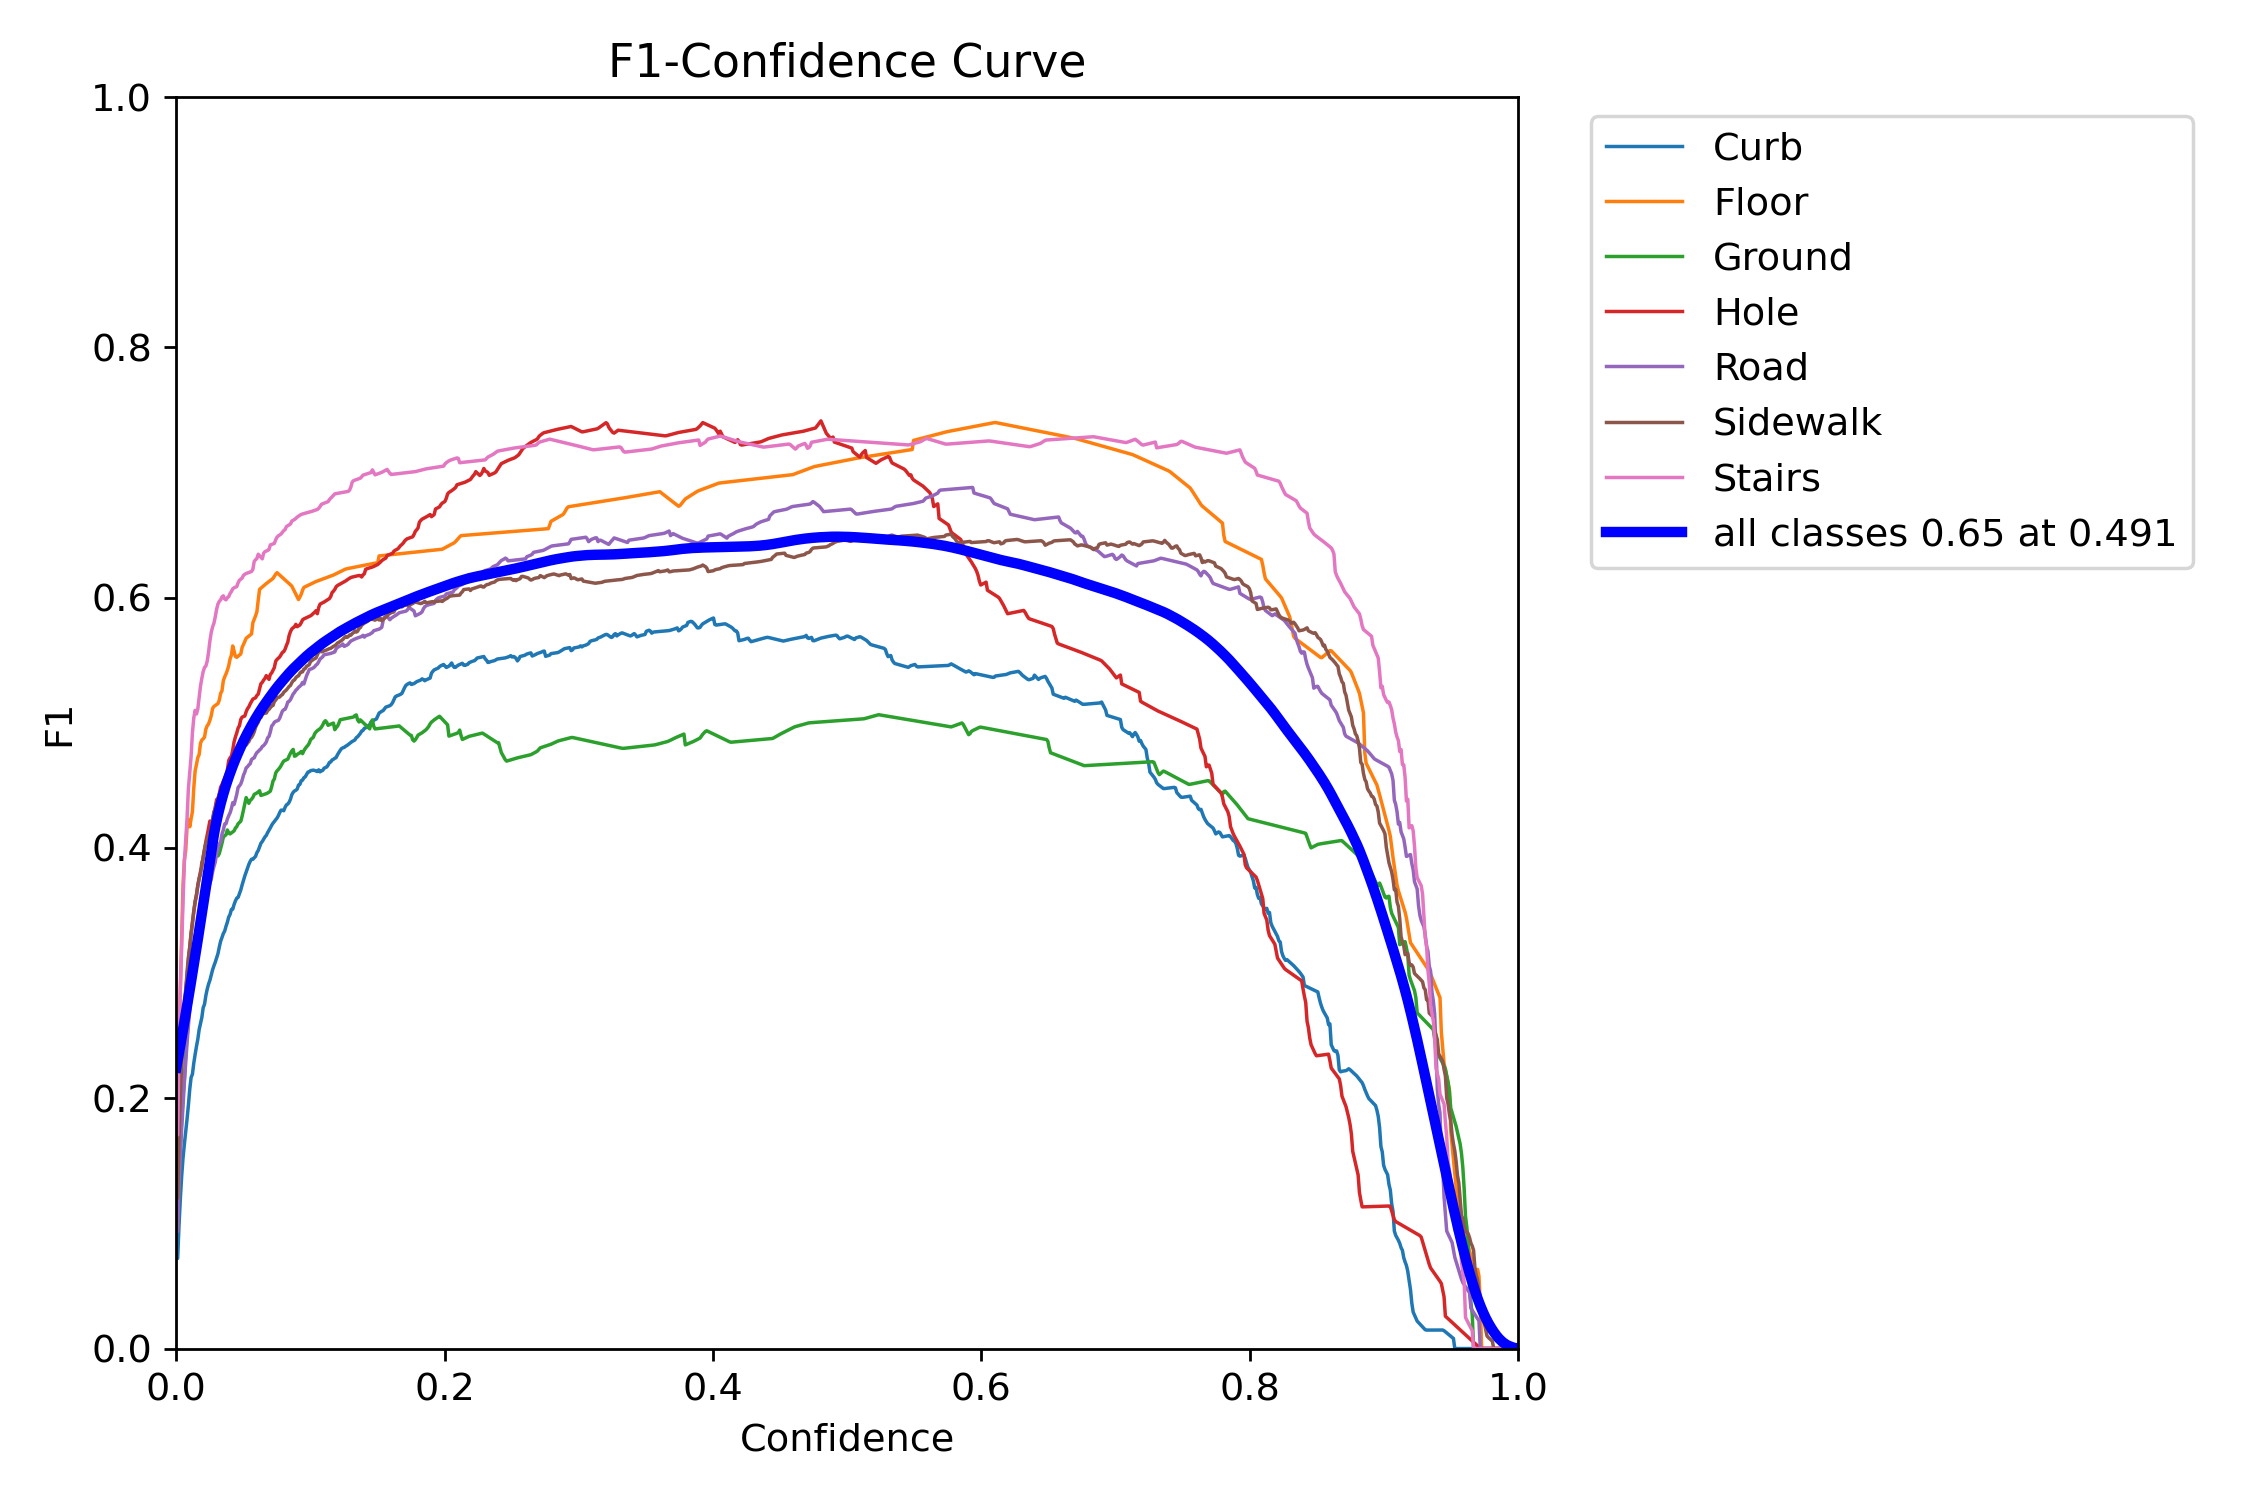 F1-Confidence Curve
1.0
0.8
0.6
0.4
0.2
0.0
F1
0.0 0.2 0.4 0.6 0.8 1.0
Confidence
Curb
Floor
Ground
Hole
Road
Sidewalk
Stairs
all classes 0.65 at 0.491